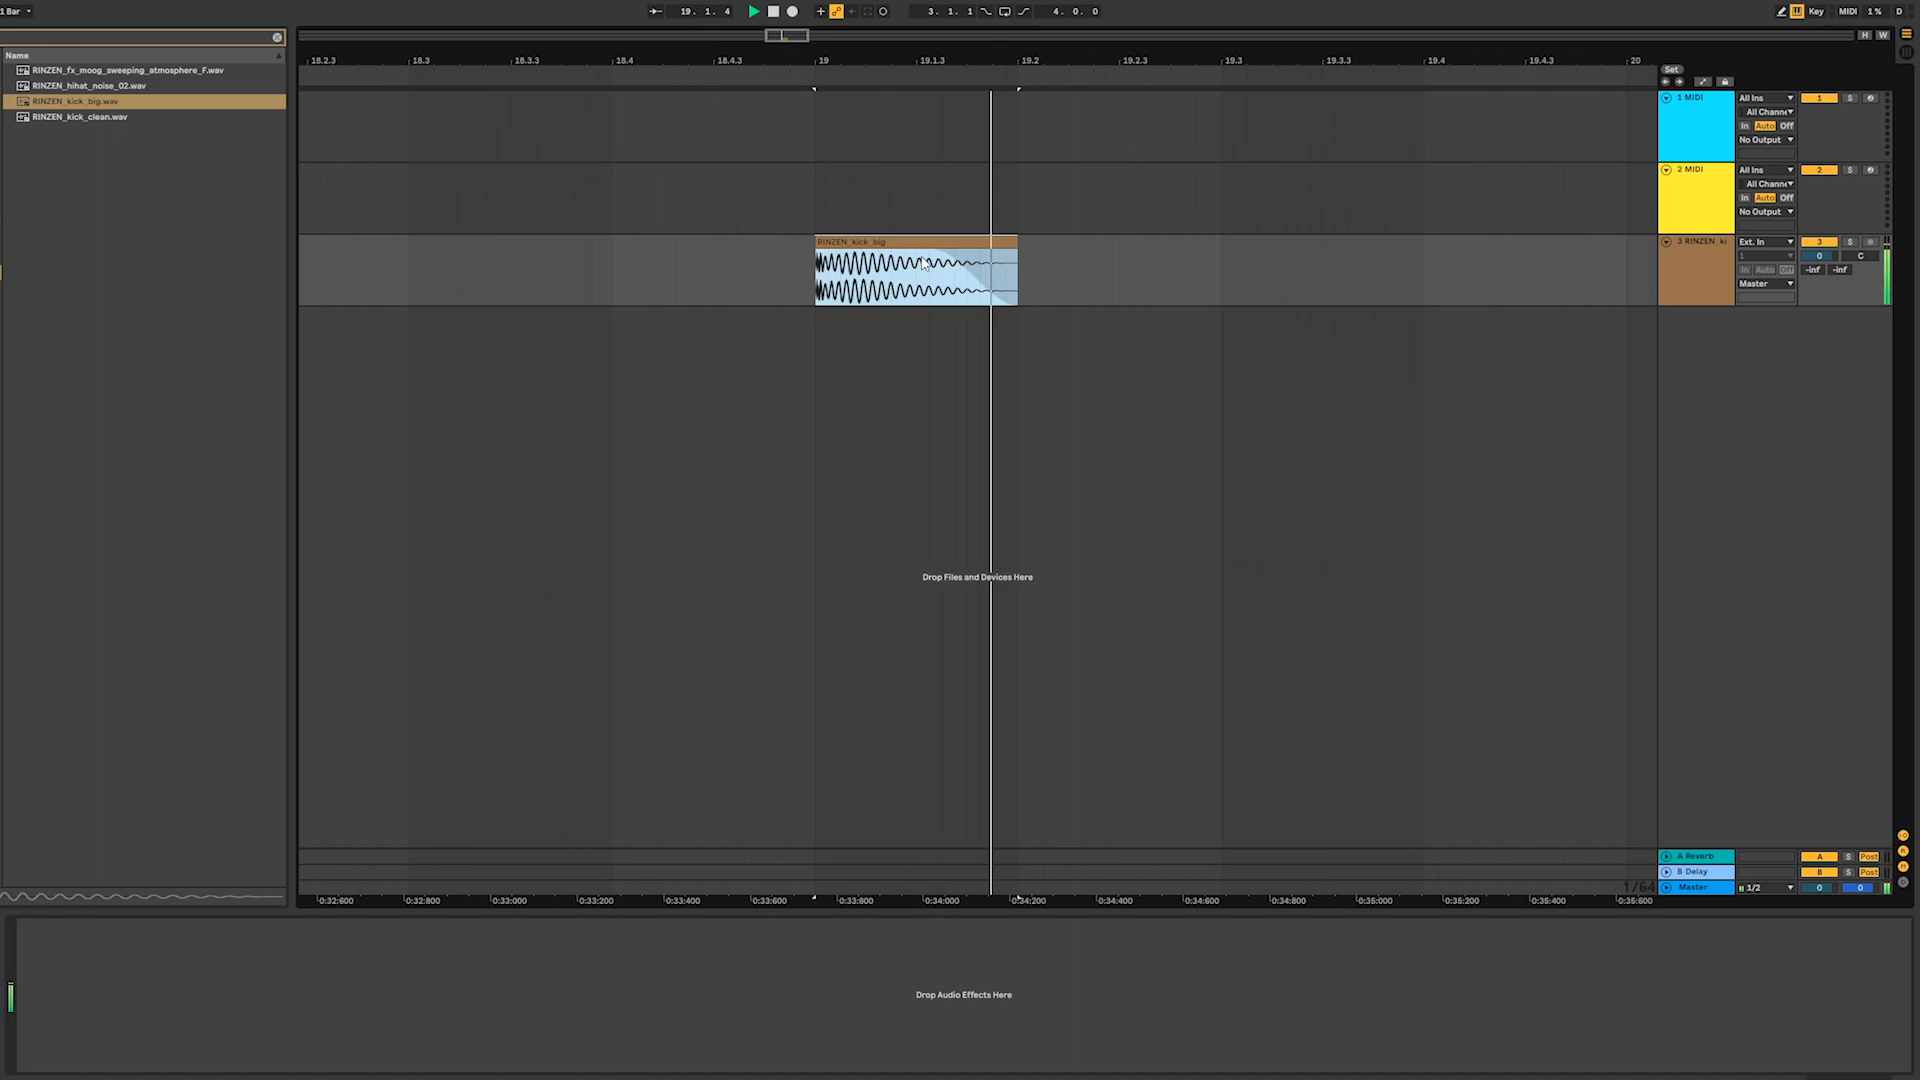 1 Bar
19. 1. 4
3. 1. 1
4. 0. 0
Key
MIDI
1 %
D
H W
Name
RINZEN_fx_moog_sweeping_atmosphere_F.wav
RINZEN_hihat_noise_02.wav
RINZEN_kick_big.wav
RINZEN_kick_clean.wav
18.2.3 18.3 18.3.3 18.4 18.4.3 19 19.1.3 19.2 19.2.3 19.3 19.3.3 19.4 19.4.3 20
Set
1 MIDI All Ins 1 S
All Channe
In Auto Off
No Output
2 MIDI All Ins 2 S
All Channe
In Auto Off
No Output
RINZEN_kick_big
3 RINZEN_ki Ext. In 3 S
1 0 C
In Auto Off -inf -inf
Master
Drop Files and Devices Here
A Reverb A S Post
B Delay B S Post
1/64
Master 1/2 0 0
0:32:600 0:32:800 0:33:000 0:33:200 0:33:400 0:33:600 0:33:800 0:34:000 0:34:200 0:34:400 0:34:600 0:34:800 0:35:000 0:35:200 0:35:400 0:35:600
Drop Audio Effects Here